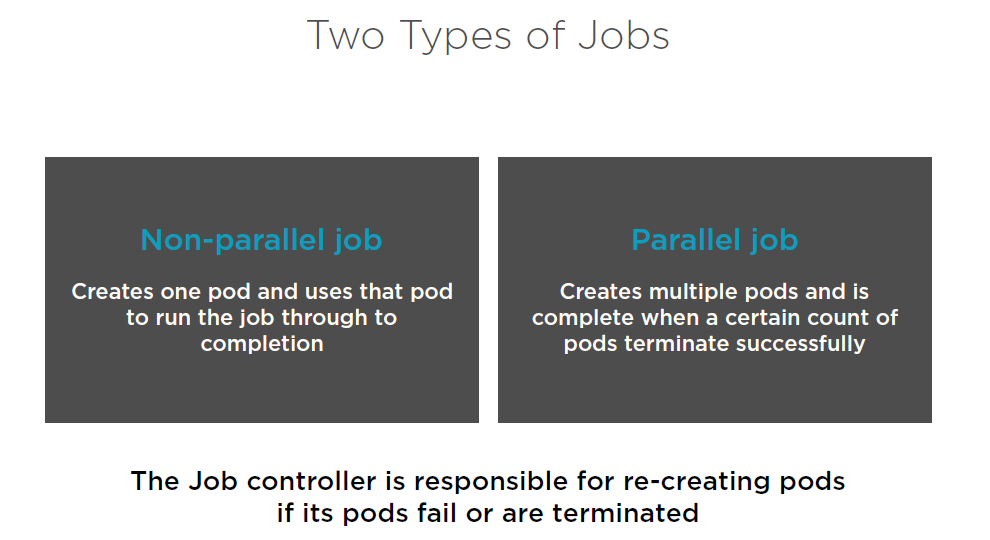 Two Types of Jobs
Non-parallel job
Creates one pod and uses that pod
to run the job through to
completion
Parallel job
Creates multiple pods and is
complete when a certain count of
pods terminate successfully
The Job controller is responsible for re-creating pods
if its pods fail or are terminated